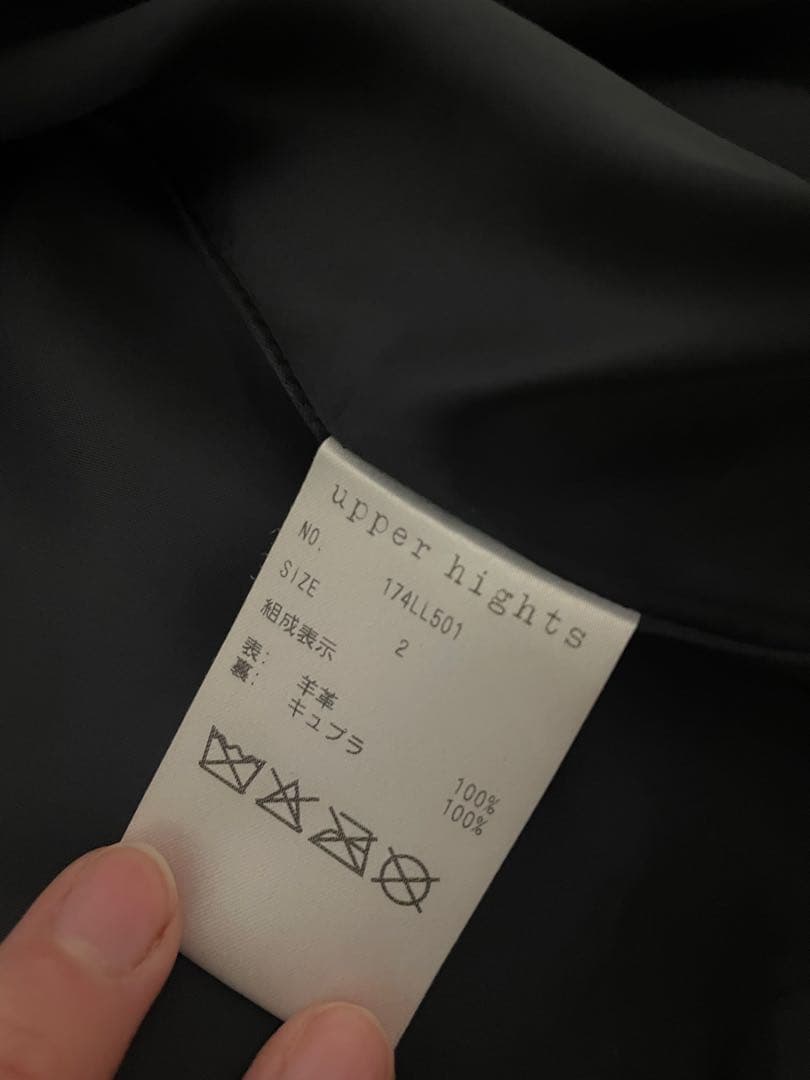 upper hights
NO. 174LL501
SIZE 2
組成表示
表: 羊革 100%
裏: キュプラ 100%